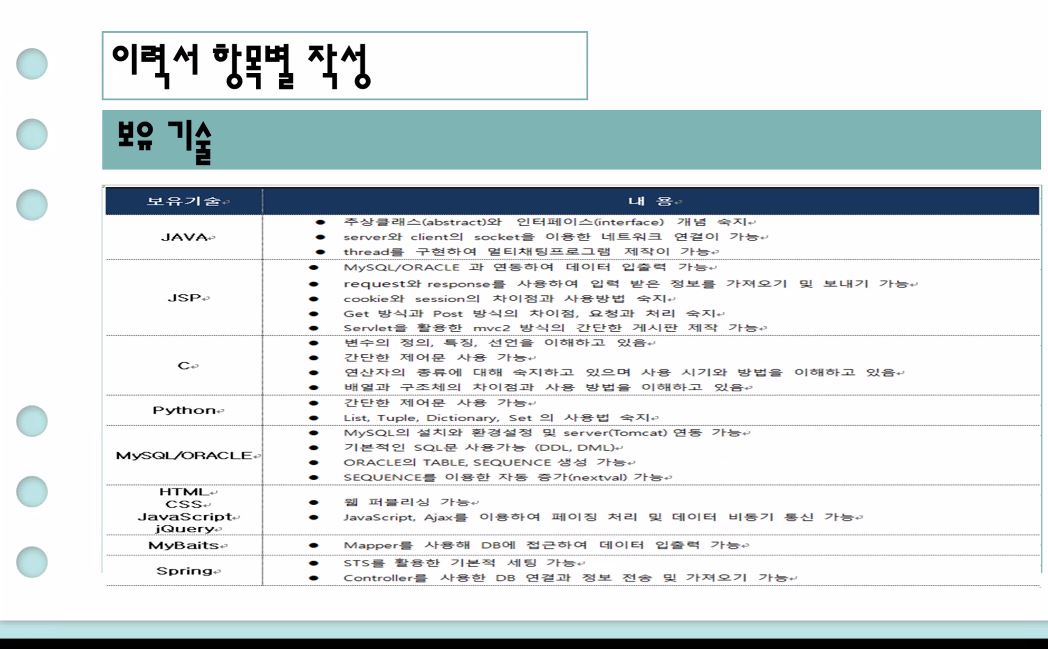 이력서 항목별 작성
보유 기술
보유기술 내 용
JAVA
추상클래스(abstract)와 인터페이스(interface) 개념 숙지
server와 client의 socket을 이용한 네트워크 연결이 가능
thread를 구현하여 멀티채팅프로그램 제작이 가능
JSP
MySQL/ORACLE 과 연동하여 데이터 입출력 가능
request와 response를 사용하여 입력 받은 정보를 가져오기 및 보내기 가능
cookie와 session의 차이점과 사용방법 숙지
Get 방식과 Post 방식의 차이점, 요청과 처리 숙지
Servlet을 활용한 mvc2 방식의 간단한 게시판 제작 가능
C
변수의 정의, 특징, 선언을 이해하고 있음
간단한 제어문 사용 가능
연산자의 종류에 대해 숙지하고 있으며 사용 시기와 방법을 이해하고 있음
배열과 구조체의 차이점과 사용 방법을 이해하고 있음
Python
간단한 제어문 사용 가능
List, Tuple, Dictionary, Set 의 사용법 숙지
MySQL/ORACLE
MySQL의 설치와 환경설정 및 server(Tomcat) 연동 가능
기본적인 SQL문 사용가능 (DDL, DML)
ORACLE의 TABLE, SEQUENCE 생성 가능
SEQUENCE를 이용한 자동 증가(nextval) 가능
HTML
CSS
JavaScript
jQuery
웹 퍼블리싱 가능
JavaScript, Ajax를 이용하여 페이징 처리 및 데이터 비동기 통신 가능
MyBaits
Mapper를 사용해 DB에 접근하여 데이터 입출력 가능
Spring
STS를 활용한 기본적 세팅 가능
Controller를 사용한 DB 연결과 정보 전송 및 가져오기 가능